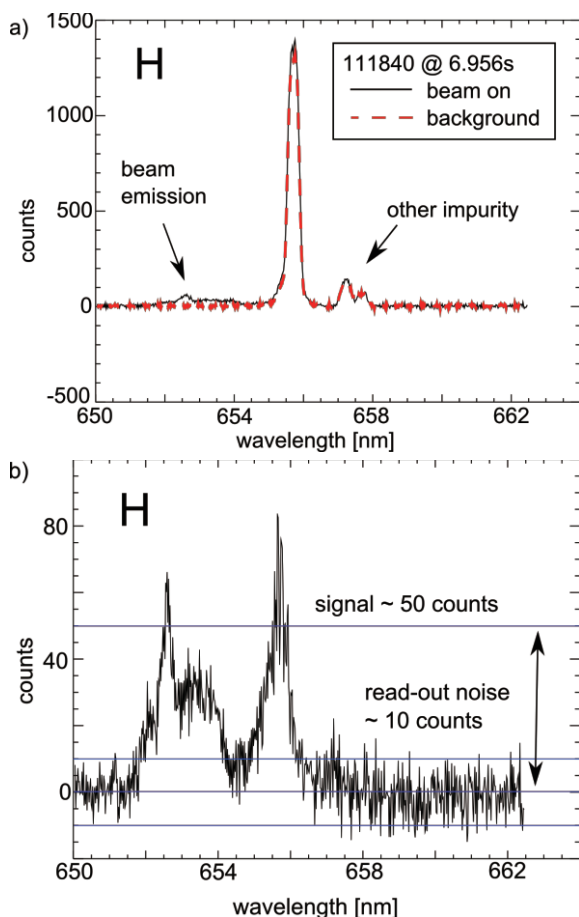 a)
1500
H
111840 @ 6.956s
beam on
background
1000
beam
emission
other impurity
500
counts
0
-500
650
654
658
662
wavelength [nm]
b)
H
80
signal ~ 50 counts
40
counts
read-out noise
~ 10 counts
0
650
654
656
658
660
662
wavelength [nm]